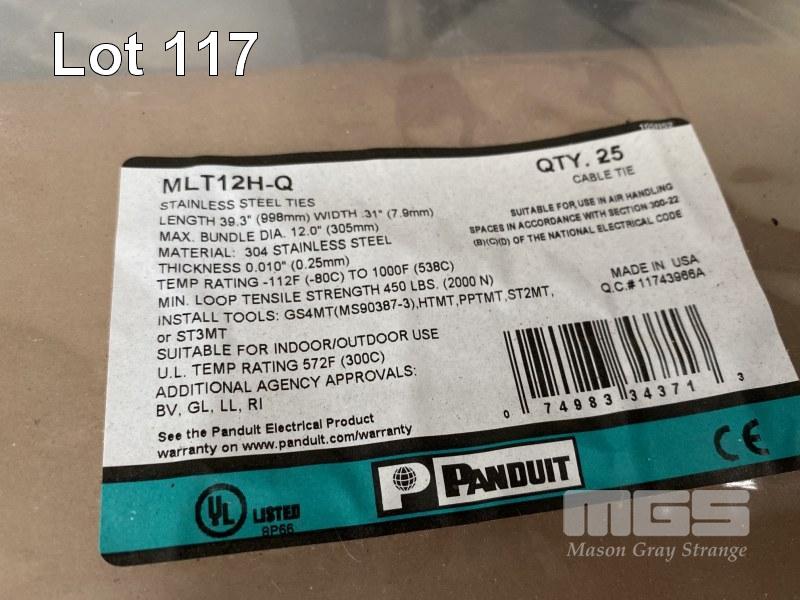 Lot 117
MLT12H-Q
STAINLESS STEEL TIES
LENGTH 39.3" (998mm) WIDTH .31" (7.9mm)
MAX. BUNDLE DIA. 12.0" (305mm)
MATERIAL: 304 STAINLESS STEEL
THICKNESS 0.010" (0.25mm)
TEMP RATING -112F (-80C) TO 1000F (538C)
MIN. LOOP TENSILE STRENGTH 450 LBS. (2000 N)
INSTALL TOOLS: GS4MT(MS90387-3),HTMT,PPTMT,ST2MT,
or ST3MT
SUITABLE FOR INDOOR/OUTDOOR USE
U.L. TEMP RATING 572F (300C)
ADDITIONAL AGENCY APPROVALS:
BV, GL, LL, RI
See the Panduit Electrical Product
warranty on www.panduit.com/warranty
QTY. 25
CABLE TIE
SUITABLE FOR USE IN AIR HANDLING
SPACES IN ACCORDANCE WITH SECTION 300-22
(B)(C)(D) OF THE NATIONAL ELECTRICAL CODE
MADE IN USA
Q.C.# 11743966A
0 74983 34371 3
UL LISTED
8P66
P PANDUIT
CE
MGS
Mason Gray Strange